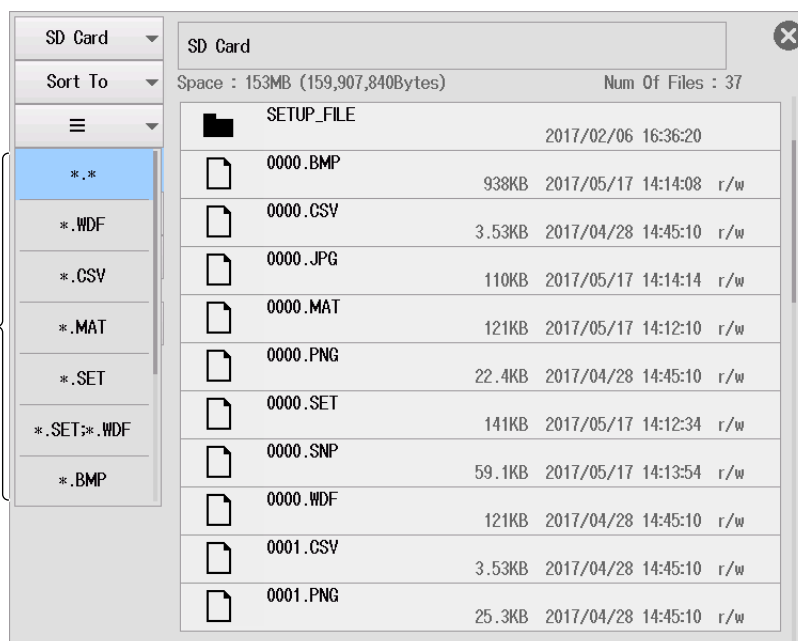 SD Card
SD Card
Sort To
Space : 153MB (159,907,840Bytes) Num Of Files : 37
*.*
*.WDF
*.CSV
*.MAT
*.SET
*.SET;*.WDF
*.BMP
SETUP_FILE
2017/02/06 16:36:20
0000.BMP
938KB 2017/05/17 14:14:08 r/w
0000.CSV
3.53KB 2017/04/28 14:45:10 r/w
0000.JPG
110KB 2017/05/17 14:14:14 r/w
0000.MAT
121KB 2017/05/17 14:12:10 r/w
0000.PNG
22.4KB 2017/04/28 14:45:10 r/w
0000.SET
141KB 2017/05/17 14:12:34 r/w
0000.SNP
59.1KB 2017/05/17 14:13:54 r/w
0000.WDF
121KB 2017/04/28 14:45:10 r/w
0001.CSV
3.53KB 2017/04/28 14:45:10 r/w
0001.PNG
25.3KB 2017/04/28 14:45:10 r/w